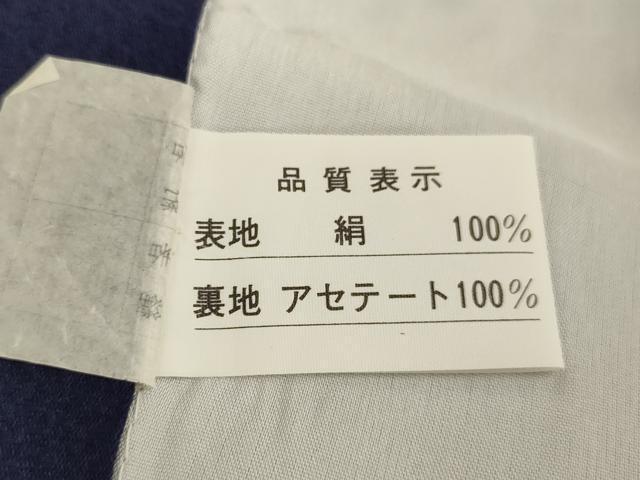 品質表示
表地 絹 100%
裏地 アセテート100%